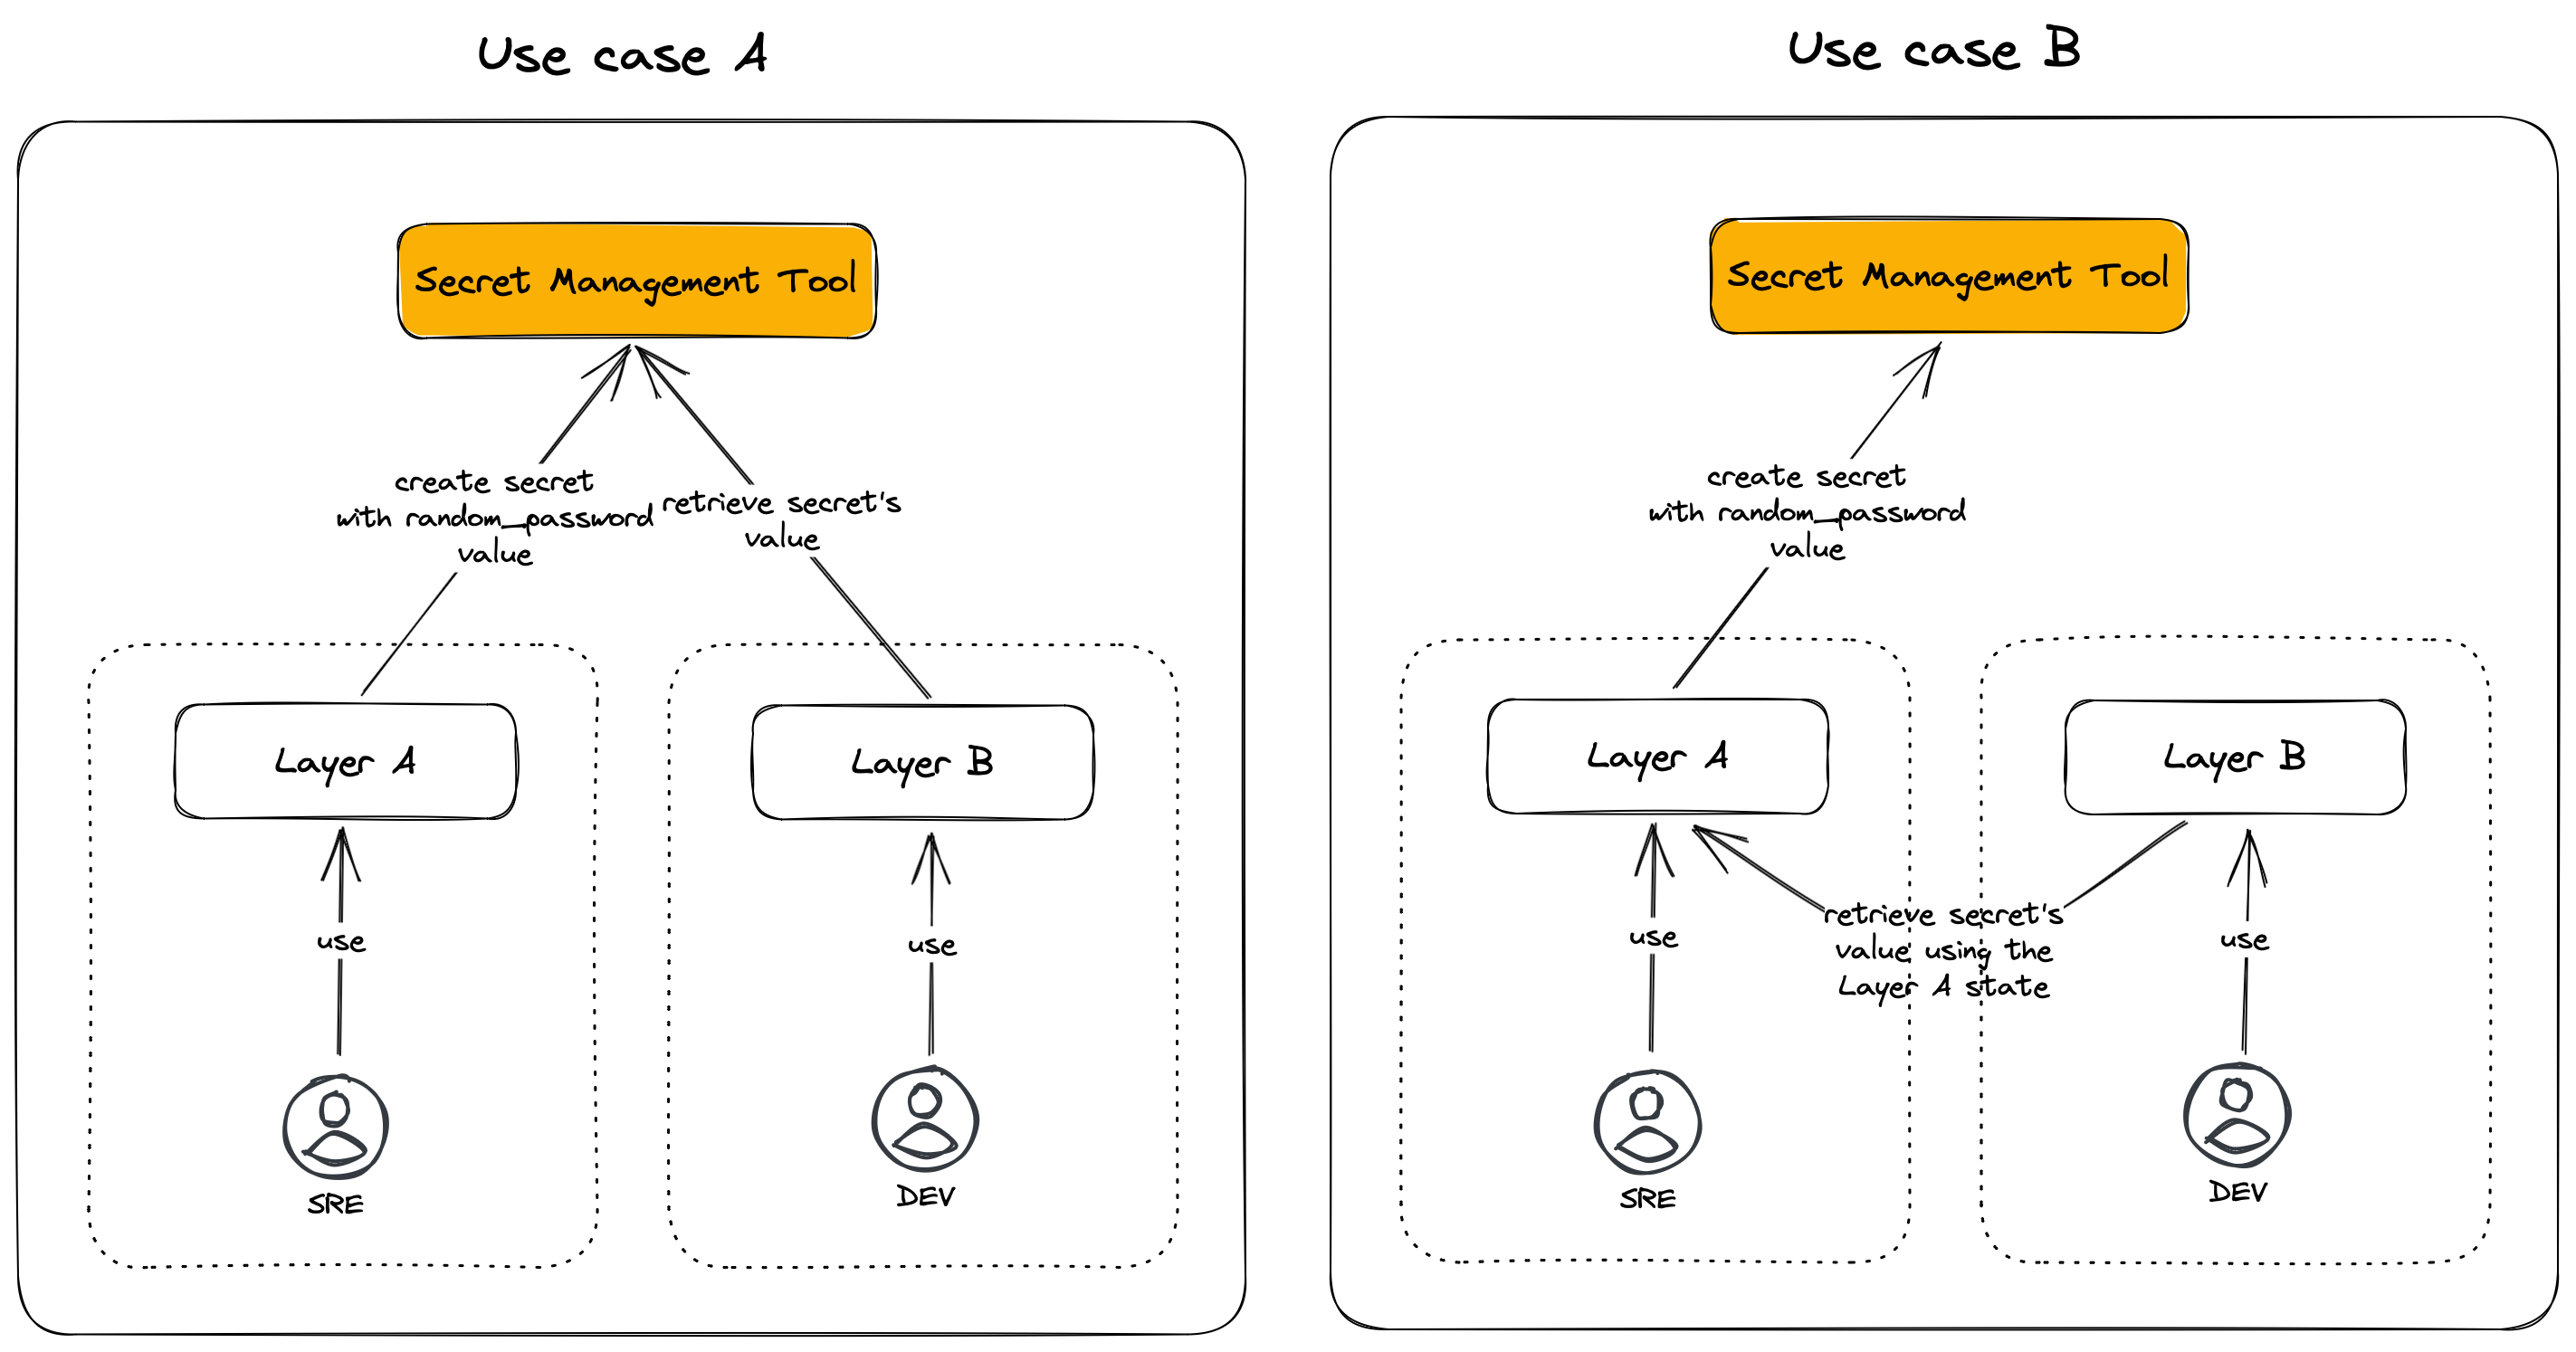 Use case A
Secret Management Tool
create secret
with random_password
value
retrieve secret's
value
Layer A
Layer B
use
use
SRE
DEV
Use case B
Secret Management Tool
create secret
with random_password
value
Layer A
Layer B
retrieve secret's
value using the
Layer A state
use
use
SRE
DEV